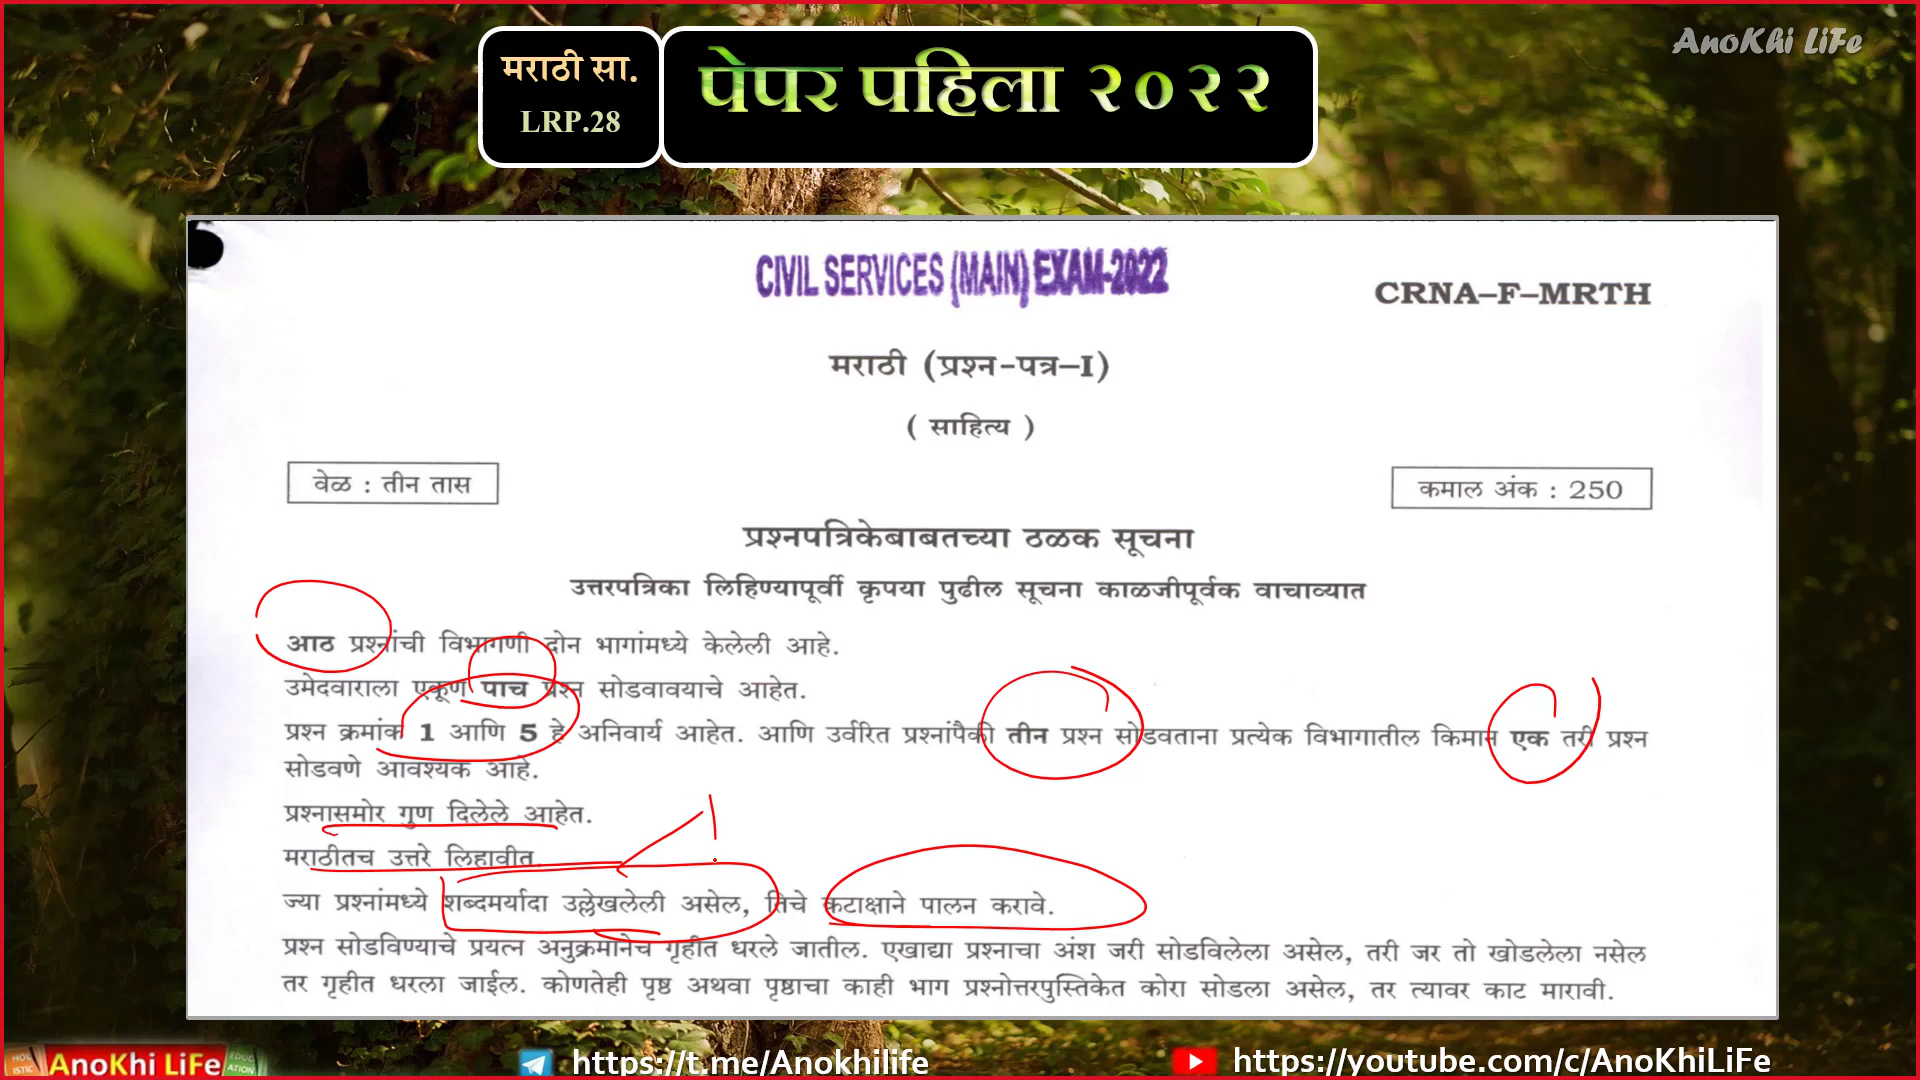 AnoKhi LiFe
मराठी सा.
LRP.28
पेपर पहिला २०२२
CIVIL SERVICES (MAIN) EXAM-2022
CRNA–F–MRTH
मराठी (प्रश्न-पत्र–I)
( साहित्य )
वेळ : तीन तास
कमाल अंक : 250
प्रश्नपत्रिकेबाबतच्या ठळक सूचना
उत्तरपत्रिका लिहिण्यापूर्वी कृपया पुढील सूचना काळजीपूर्वक वाचाव्यात
आठ प्रश्नांची विभागणी दोन भागांमध्ये केलेली आहे.
उमेदवाराला एकूण पाच प्रश्न सोडवावयाचे आहेत.
प्रश्न क्रमांक 1 आणि 5 हे अनिवार्य आहेत. आणि उर्वरित प्रश्नांपैकी तीन प्रश्न सोडवताना प्रत्येक विभागातील किमान एक तरी प्रश्न
सोडवणे आवश्यक आहे.
प्रश्नासमोर गुण दिलेले आहेत.
मराठीतच उत्तरे लिहावीत.
ज्या प्रश्नांमध्ये शब्दमर्यादा उल्लेखलेली असेल, तिचे कटाक्षाने पालन करावे.
प्रश्न सोडविण्याचे प्रयत्न अनुक्रमानेच गृहीत धरले जातील. एखाद्या प्रश्नाचा अंश जरी सोडविलेला असेल, तरी जर तो खोडलेला नसेल
तर गृहीत धरला जाईल. कोणतेही पृष्ठ अथवा पृष्ठाचा काही भाग प्रश्नोत्तरपुस्तिकेत कोरा सोडला असेल, तर त्यावर काट मारावी.
HOLISTIC AnoKhi LiFe EDUCATION
https://t.me/Anokhilife
https://youtube.com/c/AnoKhiLiFe